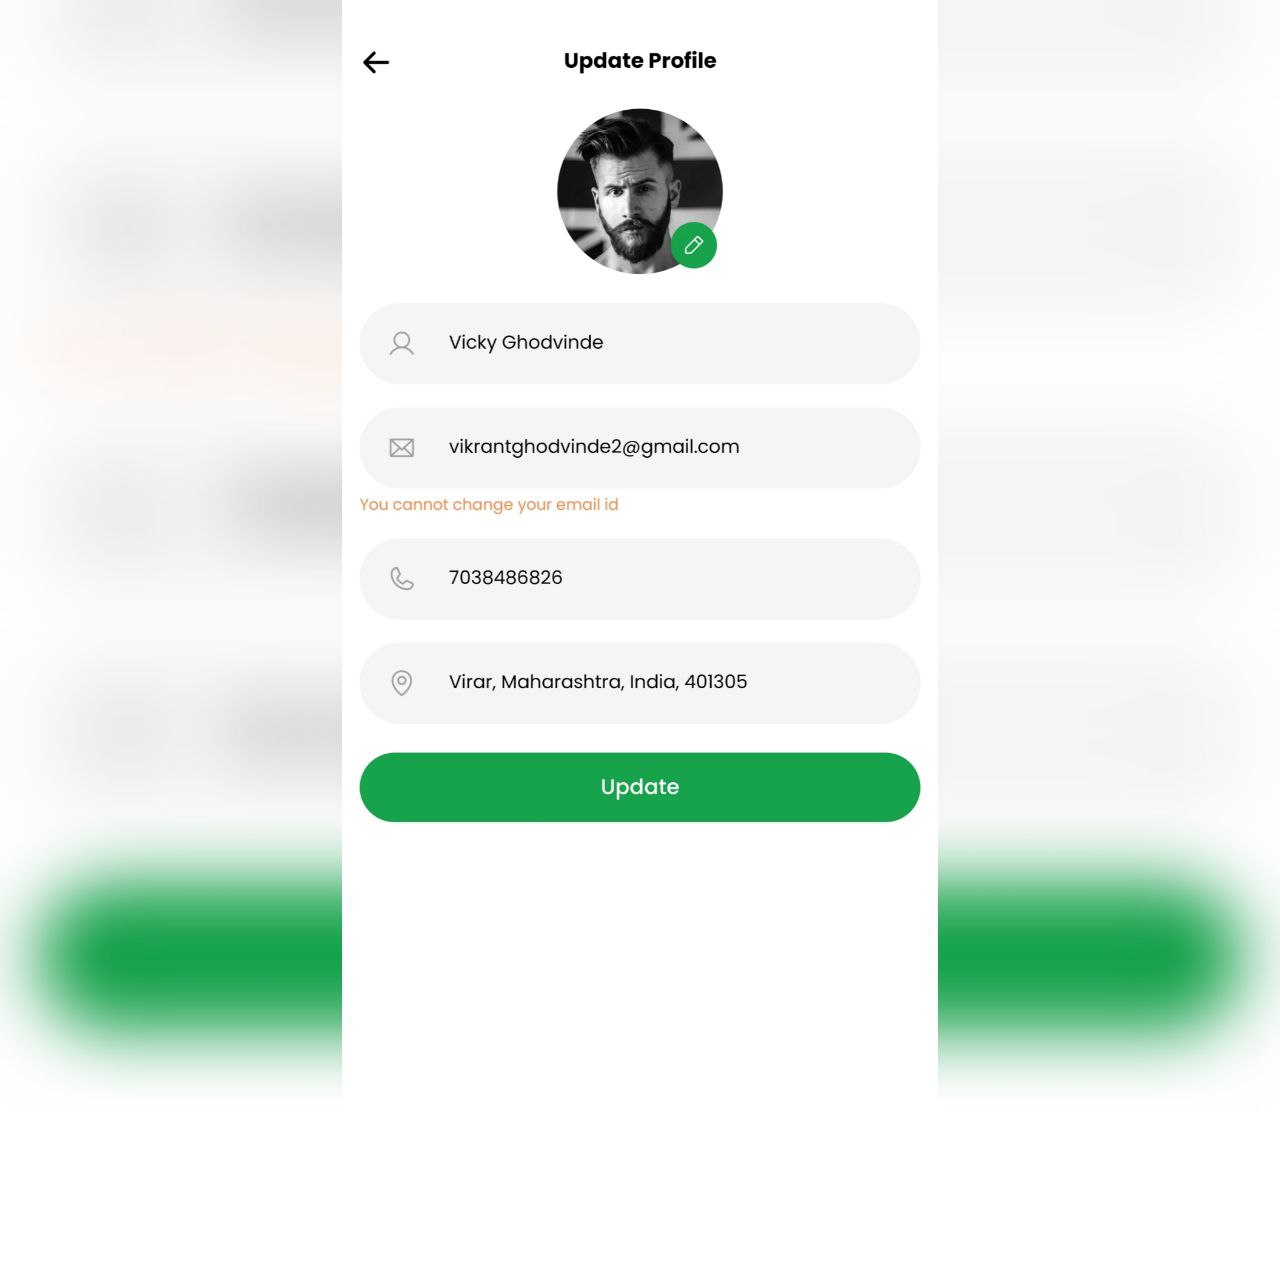 Update Profile
Vicky Ghodvinde
vikrantghodvinde2@gmail.com
You cannot change your email id
7038486826
Virar, Maharashtra, India, 401305
Update